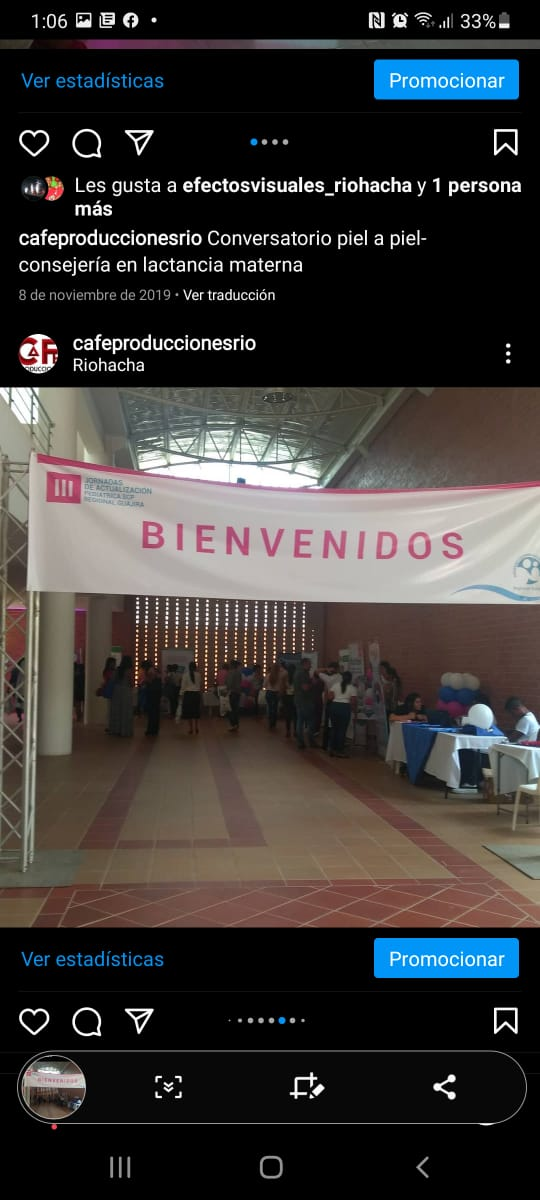 1:06
33%
Ver estadísticas
Promocionar
Les gusta a efectosvisuales_riohacha y 1 persona
más
cafeproduccionesrio Conversatorio piel a piel-
consejería en lactancia materna
8 de noviembre de 2019 • Ver traducción
cafeproduccionesrio
Riohacha
III
JORNADAS
DE ACTUALIZACIÓN
PEDIÁTRICA SCP
REGIONAL GUAJIRA
BIENVENIDOS
Ver estadísticas
Promocionar
BIENVENIDOS